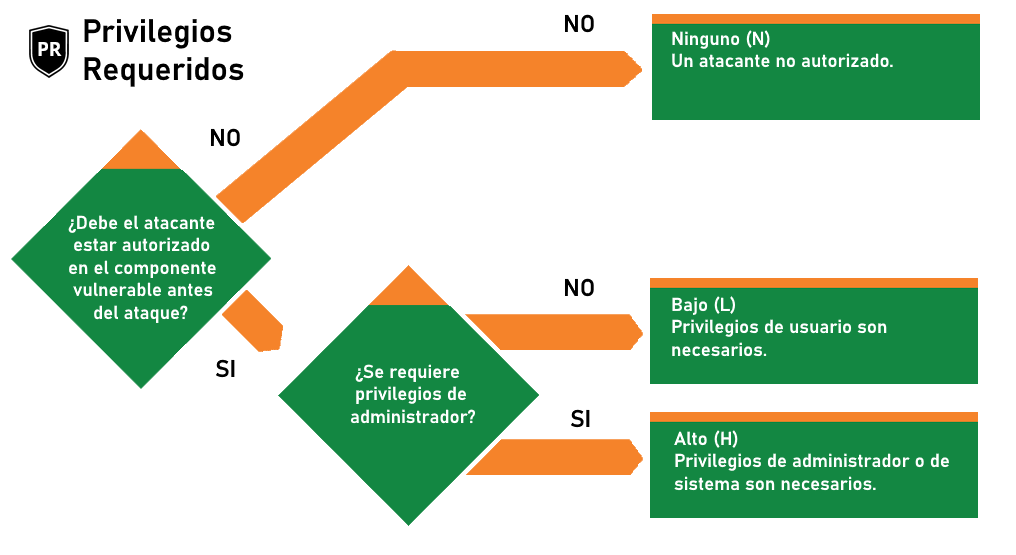 PR
Privilegios
Requeridos
NO
Ninguno (N)
Un atacante no autorizado.
NO
¿Debe el atacante
estar autorizado
en el componente
vulnerable antes
del ataque?
SI
¿Se requiere
privilegios de
administrador?
NO
Bajo (L)
Privilegios de usuario son
necesarios.
SI
Alto (H)
Privilegios de administrador o de
sistema son necesarios.